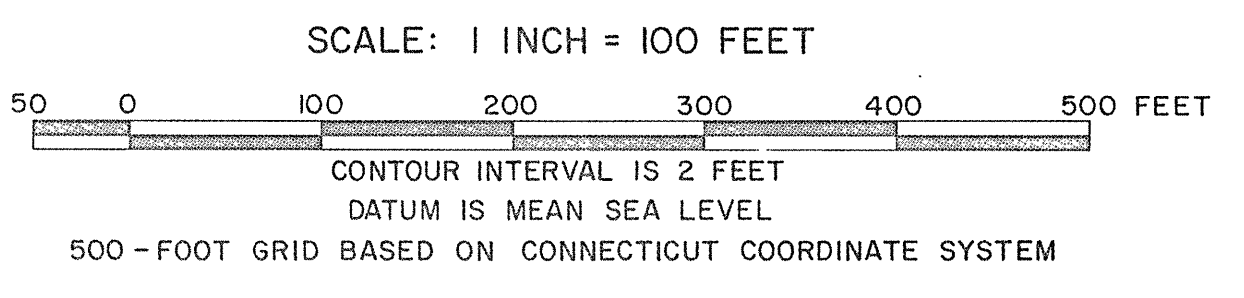 SCALE: 1 INCH = 100 FEET
50 0 100 200 300 400 500 FEET
CONTOUR INTERVAL IS 2 FEET
DATUM IS MEAN SEA LEVEL
500-FOOT GRID BASED ON CONNECTICUT COORDINATE SYSTEM